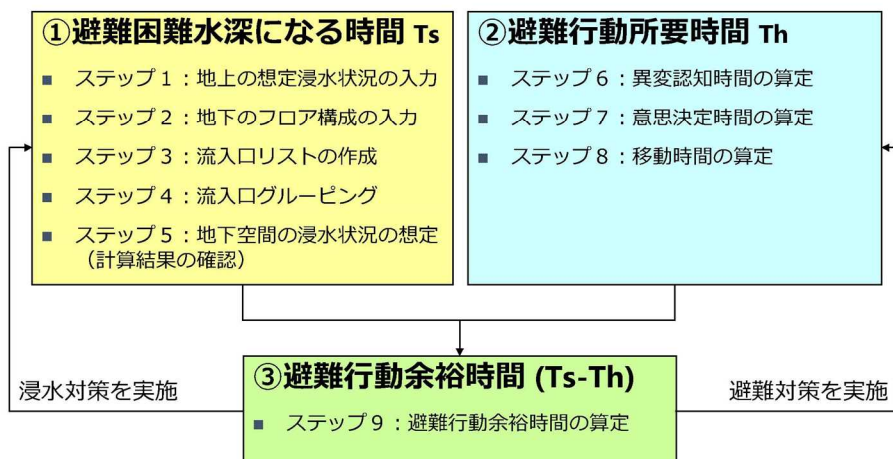 ①避難困難水深になる時間 Ts
■ ステップ１：地上の想定浸水状況の入力
■ ステップ２：地下のフロア構成の入力
■ ステップ３：流入口リストの作成
■ ステップ４：流入口グルーピング
■ ステップ５：地下空間の浸水状況の想定
（計算結果の確認）
②避難行動所要時間 Th
■ ステップ６：異変認知時間の算定
■ ステップ７：意思決定時間の算定
■ ステップ８：移動時間の算定
③避難行動余裕時間 (Ts-Th)
■ ステップ９：避難行動余裕時間の算定
浸水対策を実施
避難対策を実施